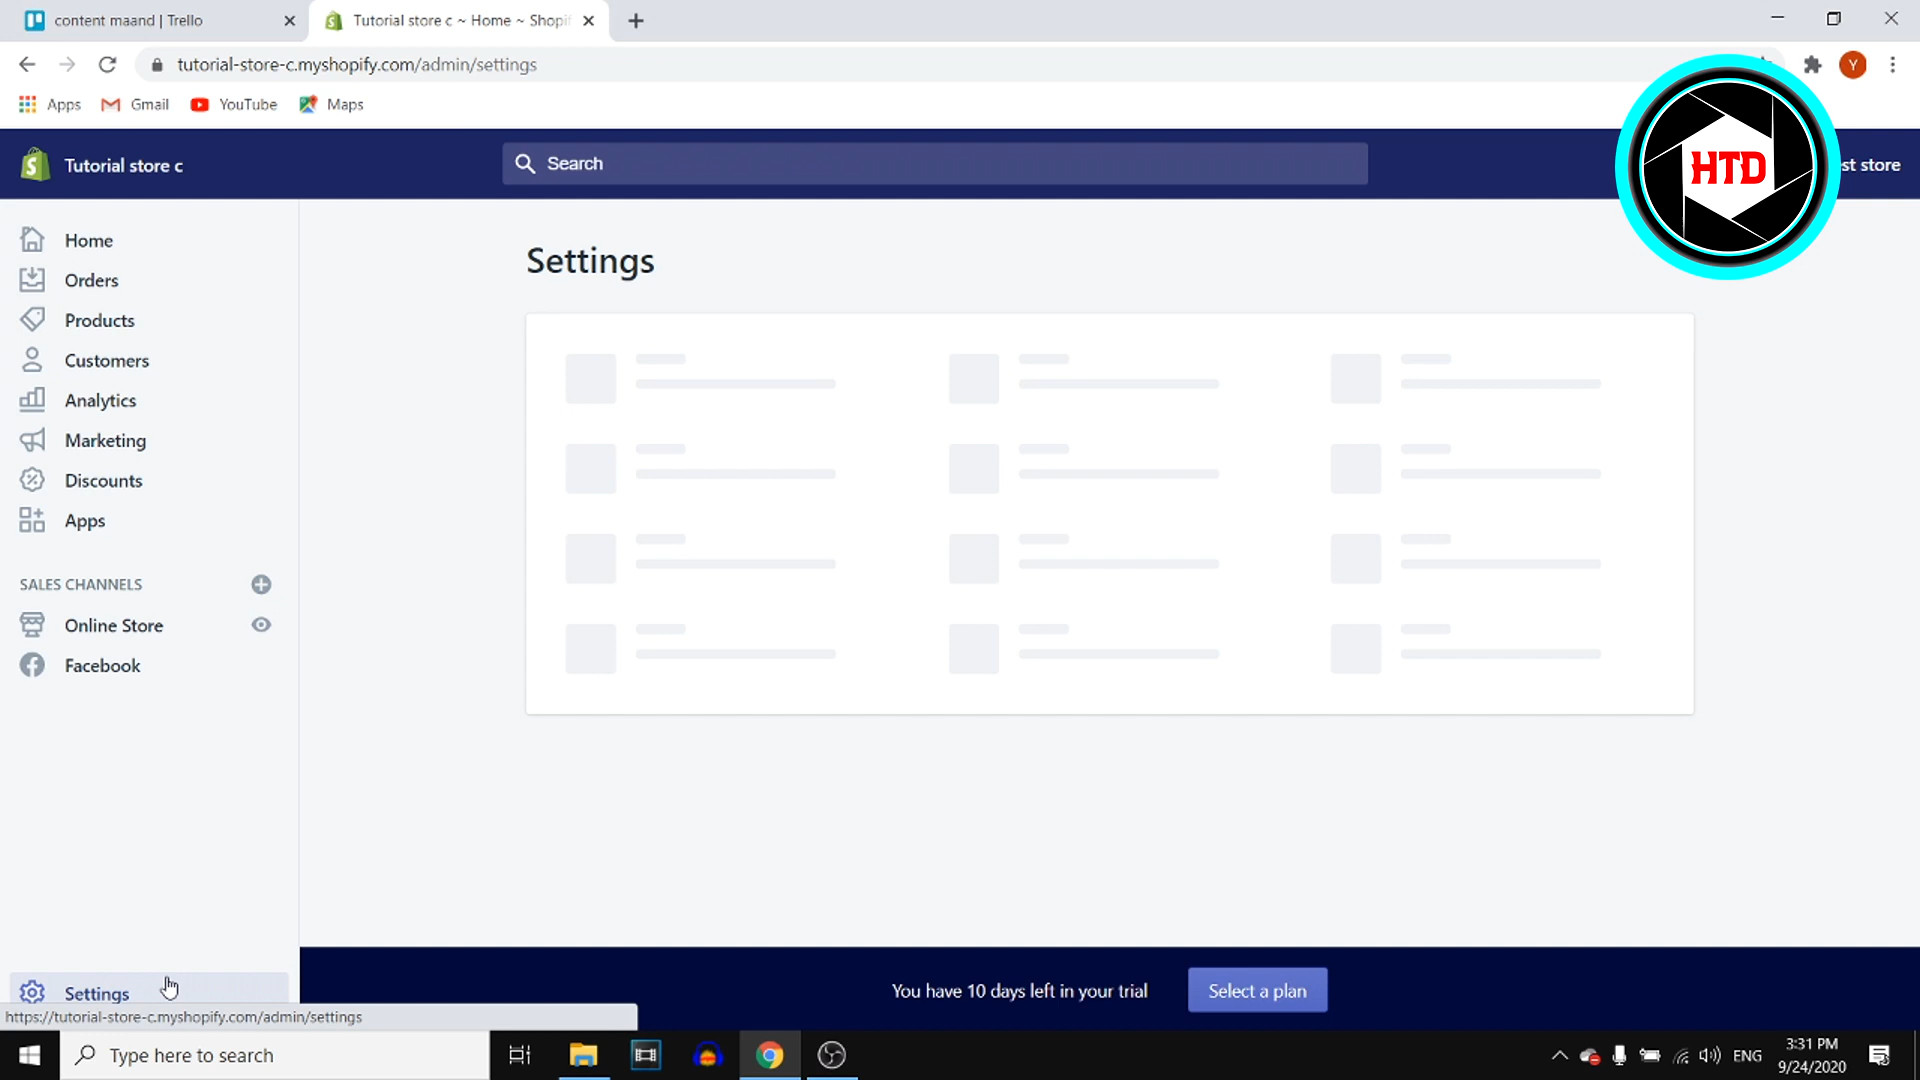 content maand | Trello
Tutorial store c ~ Home ~ Shopif
tutorial-store-c.myshopify.com/admin/settings
Y
Apps
Gmail
YouTube
Maps
Tutorial store c
Search
HTD
st store
Home
Orders
Products
Customers
Analytics
Marketing
Discounts
Apps
SALES CHANNELS
Online Store
Facebook
Settings
Settings
You have 10 days left in your trial
Select a plan
https://tutorial-store-c.myshopify.com/admin/settings
Type here to search
ENG
3:31 PM
9/24/2020